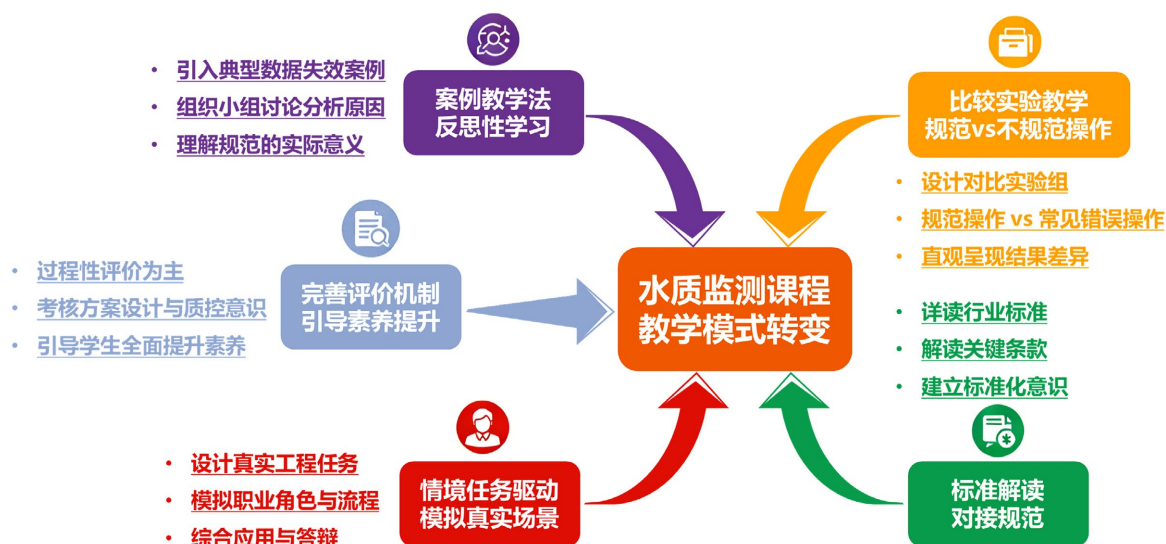 案例教学法
反思性学习
• 引入典型数据失效案例
• 组织小组讨论分析原因
• 理解规范的实际意义
比较实验教学
规范vs不规范操作
• 设计对比实验组
• 规范操作 vs 常见错误操作
• 直观呈现结果差异
完善评价机制
引导素养提升
• 过程性评价为主
• 考核方案设计与质控意识
• 引导学生全面提升素养
水质监测课程
教学模式转变
• 详读行业标准
• 解读关键条款
• 建立标准化意识
标准解读
对接规范
情境任务驱动
模拟真实场景
• 设计真实工程任务
• 模拟职业角色与流程
• 综合应用与答辩